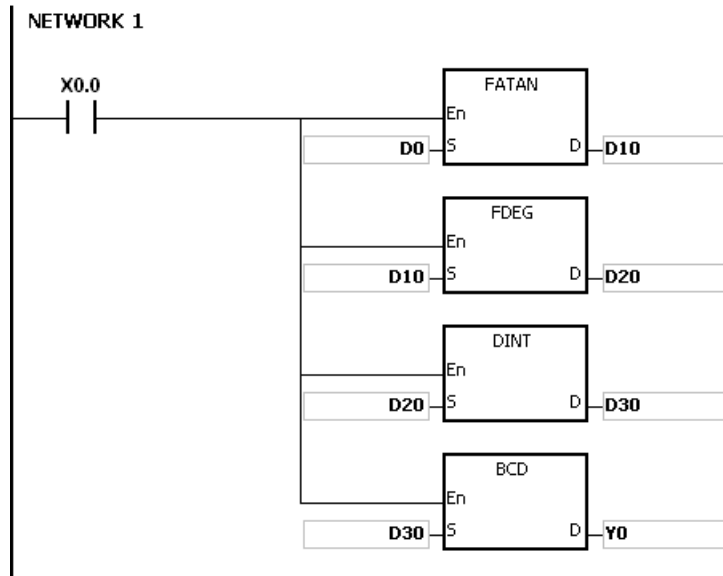 NETWORK 1
X0.0
FATAN
En
D0 S D D10
FDEG
En
D10 S D D20
DINT
En
D20 S D D30
BCD
En
D30 S D Y0